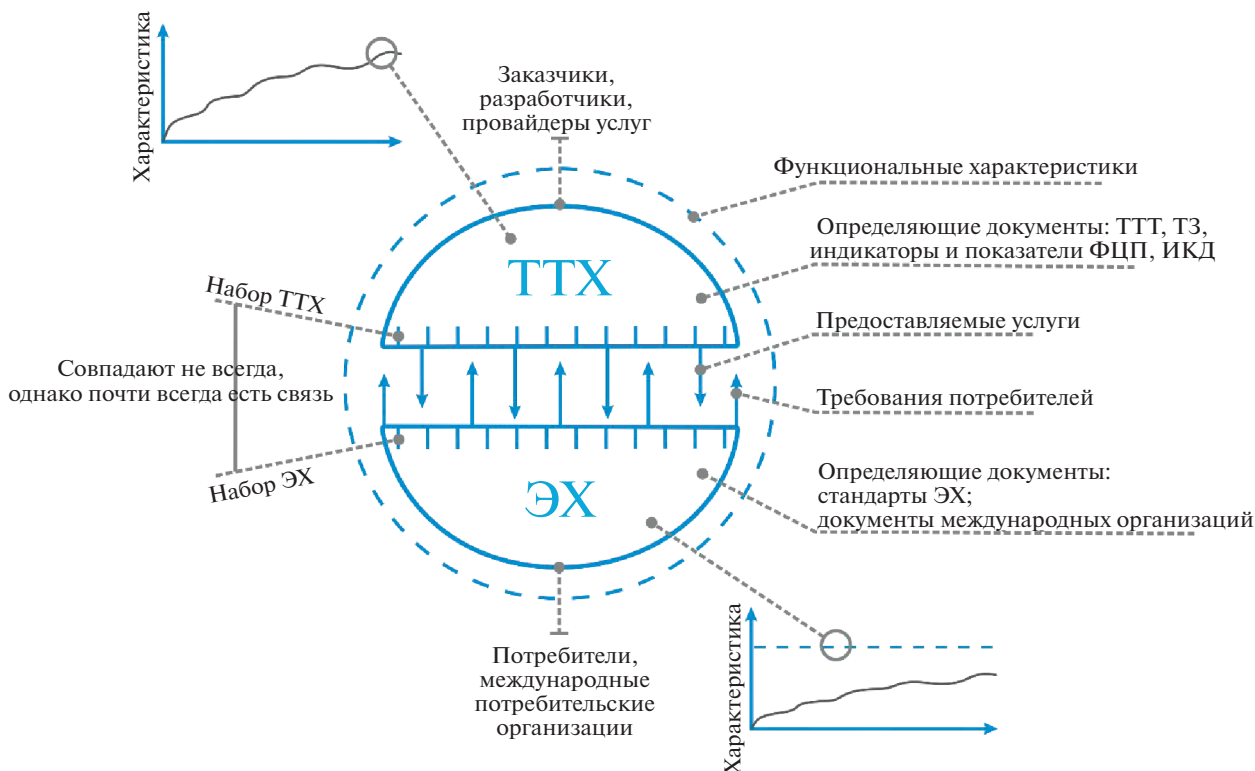 Характеристика
Заказчики,
разработчики,
провайдеры услуг
Функциональные характеристики
Определяющие документы: ТТТ, ТЗ,
индикаторы и показатели ФЦП, ИКД
ТТХ
Набор ТТХ
Предоставляемые услуги
Совпадают не всегда,
однако почти всегда есть связь
Требования потребителей
Набор ЭХ
ЭХ
Определяющие документы:
стандарты ЭХ;
документы международных организаций
Потребители,
международные
потребительские
организации
Характеристика